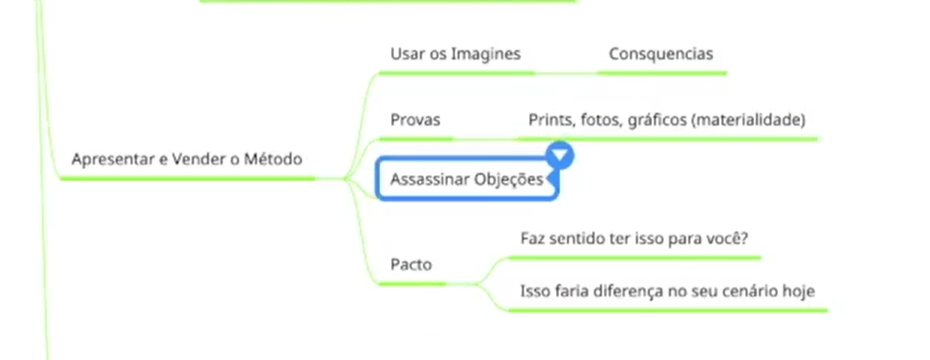 Usar os Imagines
Consquencias
Provas
Prints, fotos, gráficos (materialidade)
Apresentar e Vender o Método
Assassinar Objeções
Pacto
Faz sentido ter isso para você?
Isso faria diferença no seu cenário hoje